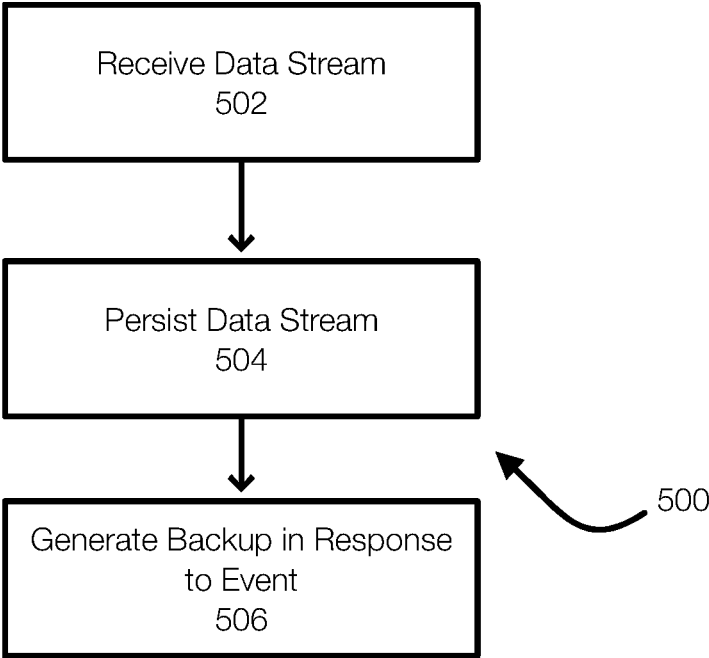 Receive Data Stream
502
Persist Data Stream
504
500
Generate Backup in Response
to Event
506